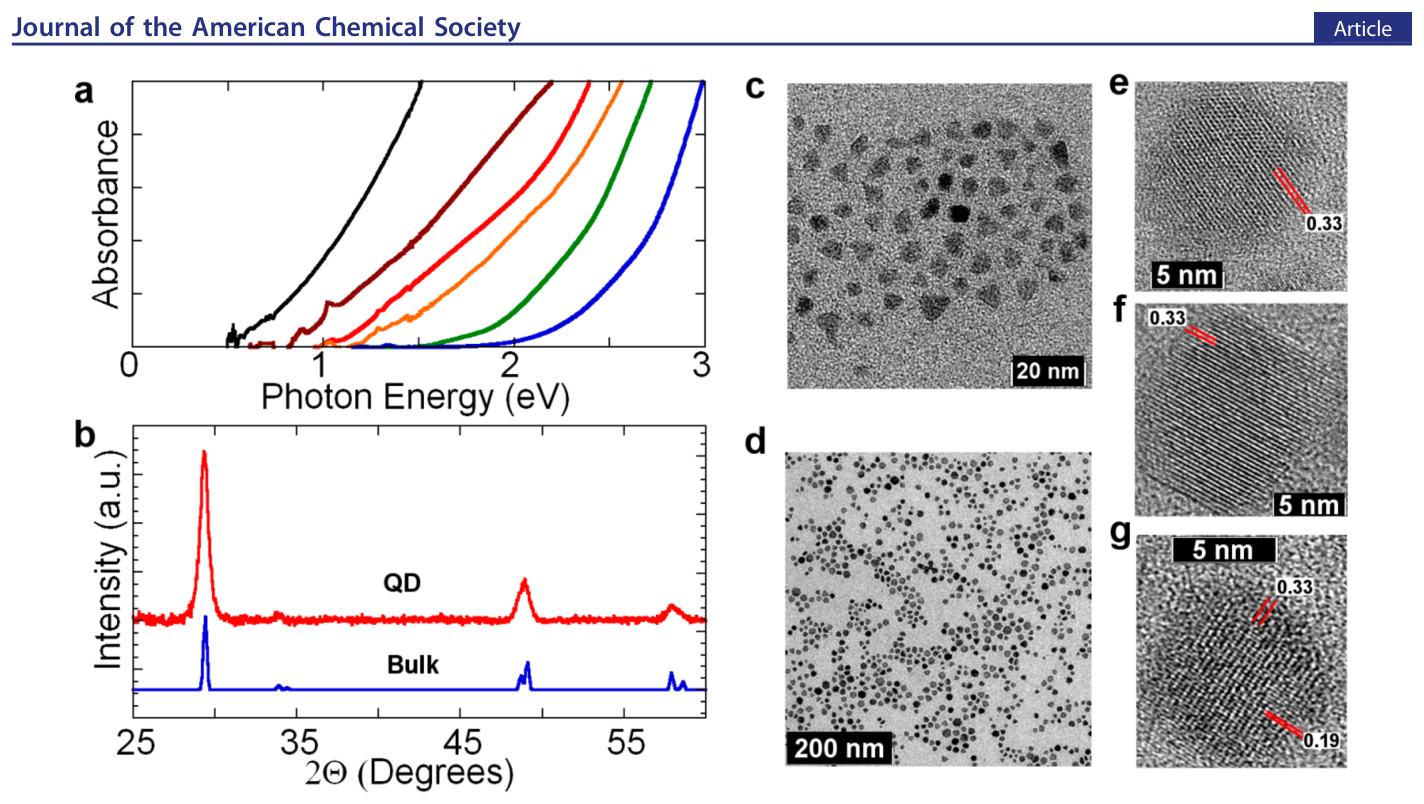 Journal of the American Chemical Society
Article
a
Absorbance
0 1 2 3
Photon Energy (eV)
b
Intensity (a.u.)
QD
Bulk
25 35 45 55
2Θ (Degrees)
c
20 nm
d
200 nm
e
0.33
5 nm
f
0.33
5 nm
g
5 nm
0.33
0.19